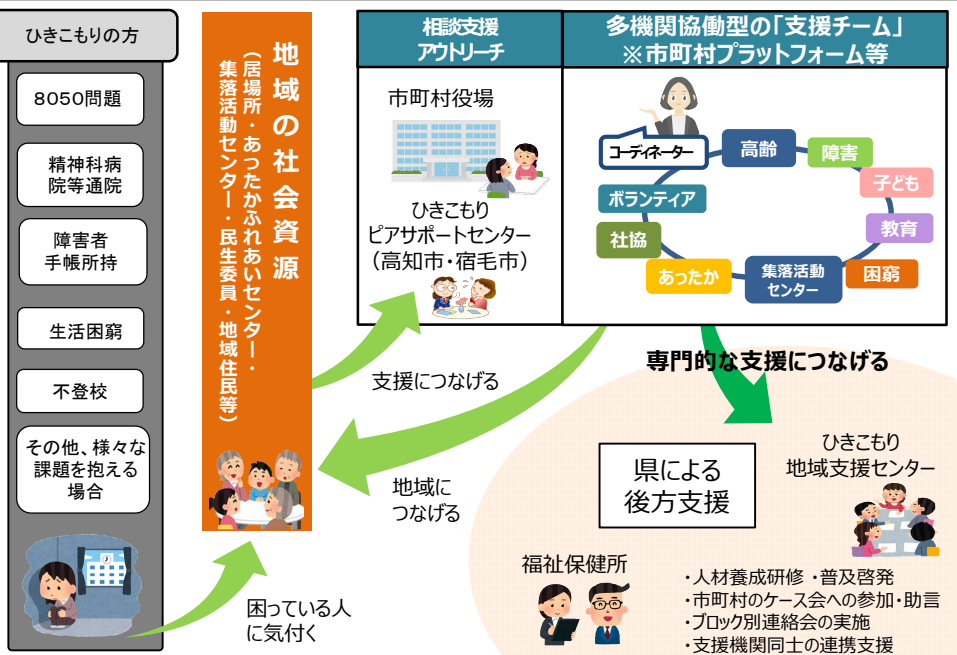 ひきこもりの方
8050問題
精神科病
院等通院
障害者
手帳所持
生活困窮
不登校
その他、様々な
課題を抱える
場合
地域の社会資源
（居場所・あったかふれあいセンター・
集落活動センター・民生委員・地域住民等）
困っている人
に気付く
支援につなげる
地域に
つなげる
相談支援
アウトリーチ
市町村役場
ひきこもり
ピアサポートセンター
（高知市・宿毛市）
多機関協働型の「支援チーム」
※市町村プラットフォーム等
コーディネーター
高齢
障害
子ども
教育
困窮
集落活動
センター
あったか
社協
ボランティア
専門的な支援につなげる
県による
後方支援
ひきこもり
地域支援センター
福祉保健所
・人材養成研修・普及啓発
・市町村のケース会への参加・助言
・ブロック別連絡会の実施
・支援機関同士の連携支援